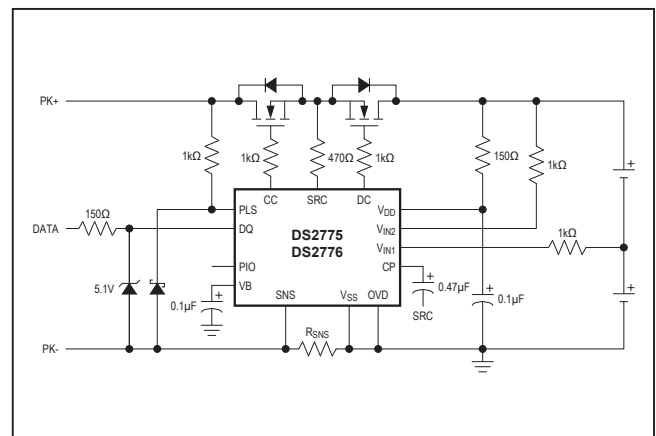 PK+
1kΩ
1kΩ
470Ω
1kΩ
150Ω
1kΩ
CC
SRC
DC
150Ω
DATA
PLS
DQ
PIO
VB
DS2775
DS2776
VDD
VIN2
VIN1
CP
1kΩ
5.1V
0.1µF
SNS
VSS
OVD
+
0.47µF
SRC
+
0.1µF
+
+
+
PK-
RSNS